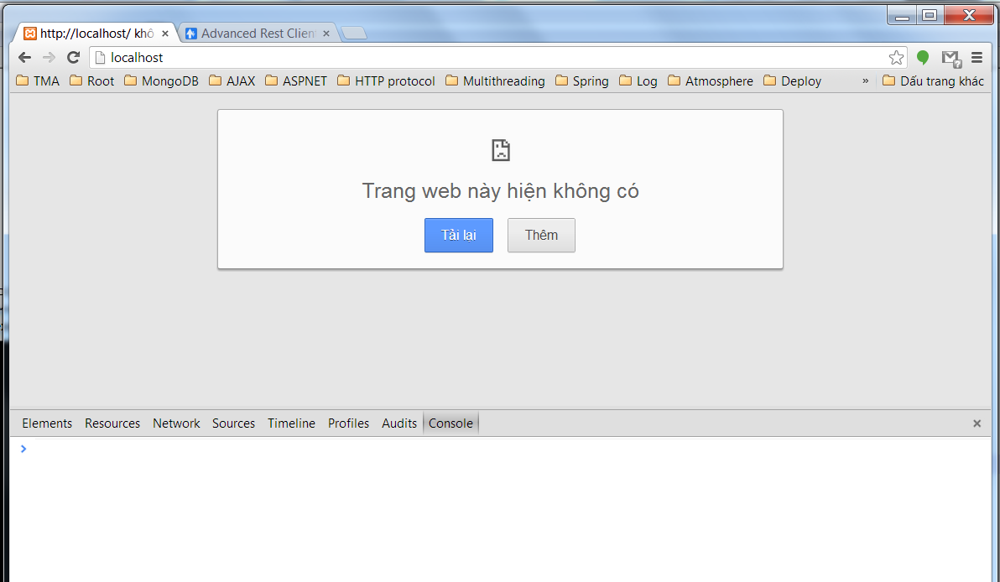 http://localhost/ khô
Advanced Rest Clien
localhost
TMA Root MongoDB AJAX ASPNET HTTP protocol Multithreading Spring Log Atmosphere Deploy » Dấu trang khác
Trang web này hiện không có
Tải lại Thêm
Elements Resources Network Sources Timeline Profiles Audits Console